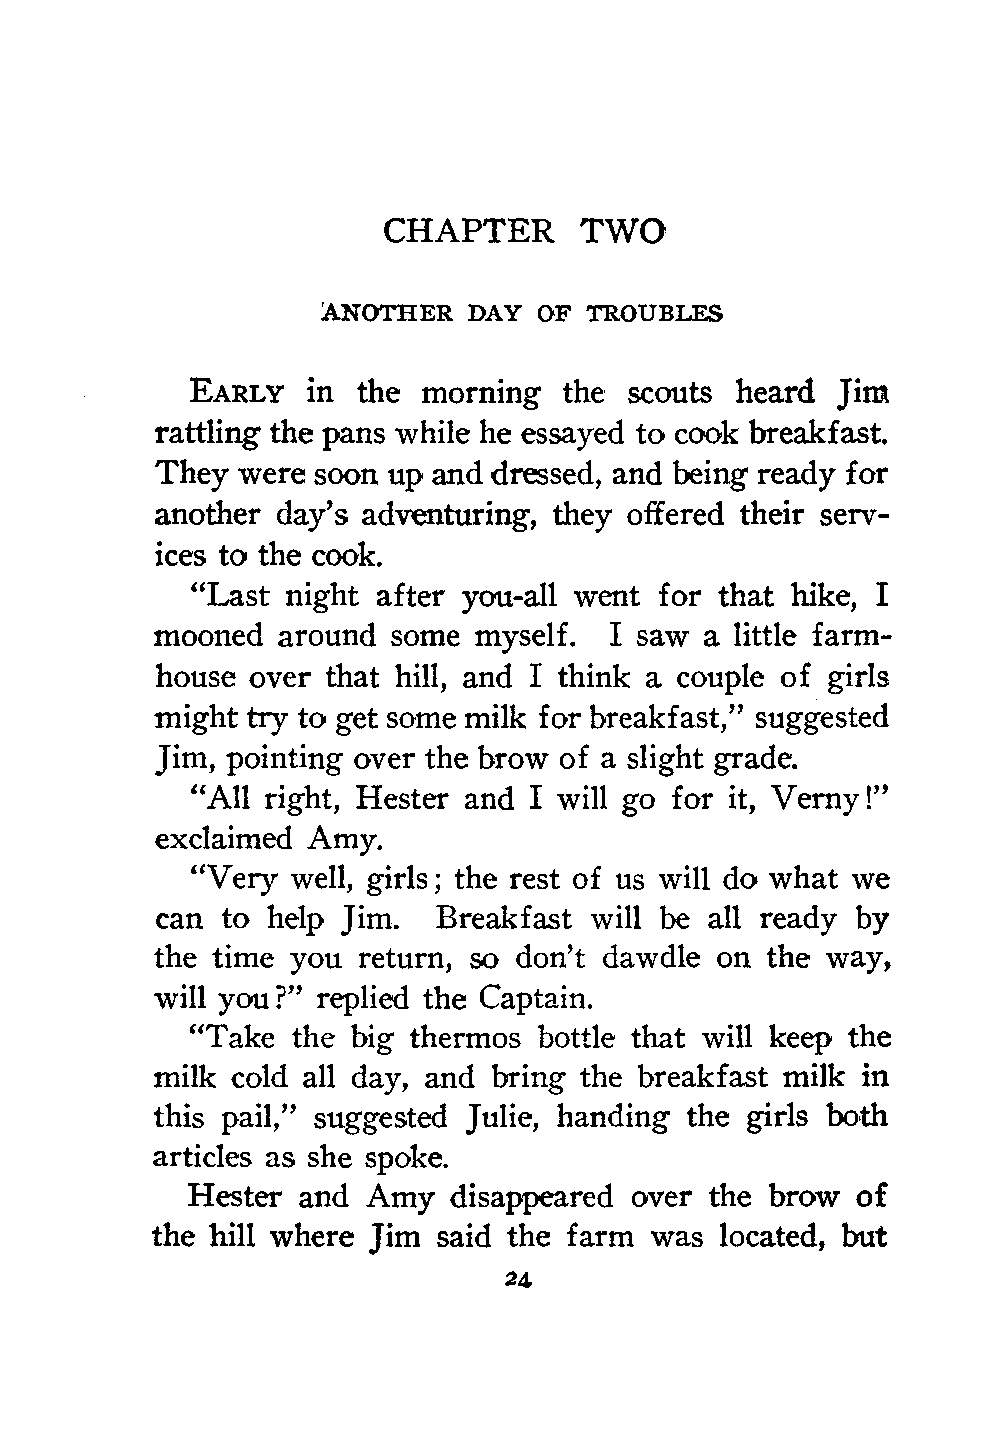 CHAPTER TWO
ANOTHER DAY OF TROUBLES
EARLY in the morning the scouts heard Jim
rattling the pans while he essayed to cook breakfast.
They were soon up and dressed, and being ready for
another day's adventuring, they offered their serv-
ices to the cook.
"Last night after you-all went for that hike, I
mooned around some myself. I saw a little farm-
house over that hill, and I think a couple of girls
might try to get some milk for breakfast," suggested
Jim, pointing over the brow of a slight grade.
"All right, Hester and I will go for it, Verny!"
exclaimed Amy.
"Very well, girls; the rest of us will do what we
can to help Jim. Breakfast will be all ready by
the time you return, so don't dawdle on the way,
will you?" replied the Captain.
"Take the big thermos bottle that will keep the
milk cold all day, and bring the breakfast milk in
this pail," suggested Julie, handing the girls both
articles as she spoke.
Hester and Amy disappeared over the brow of
the hill where Jim said the farm was located, but
24